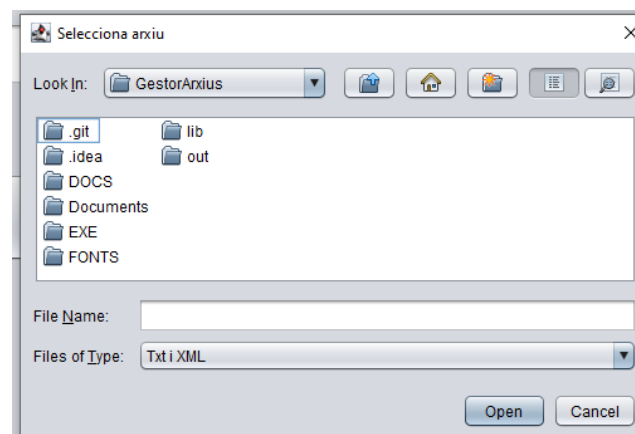 Selecciona arxiu
Look In: GestorArxius
.git lib
.idea out
DOCS
Documents
EXE
FONTS
File Name:
Files of Type: Txt i XML
Open Cancel